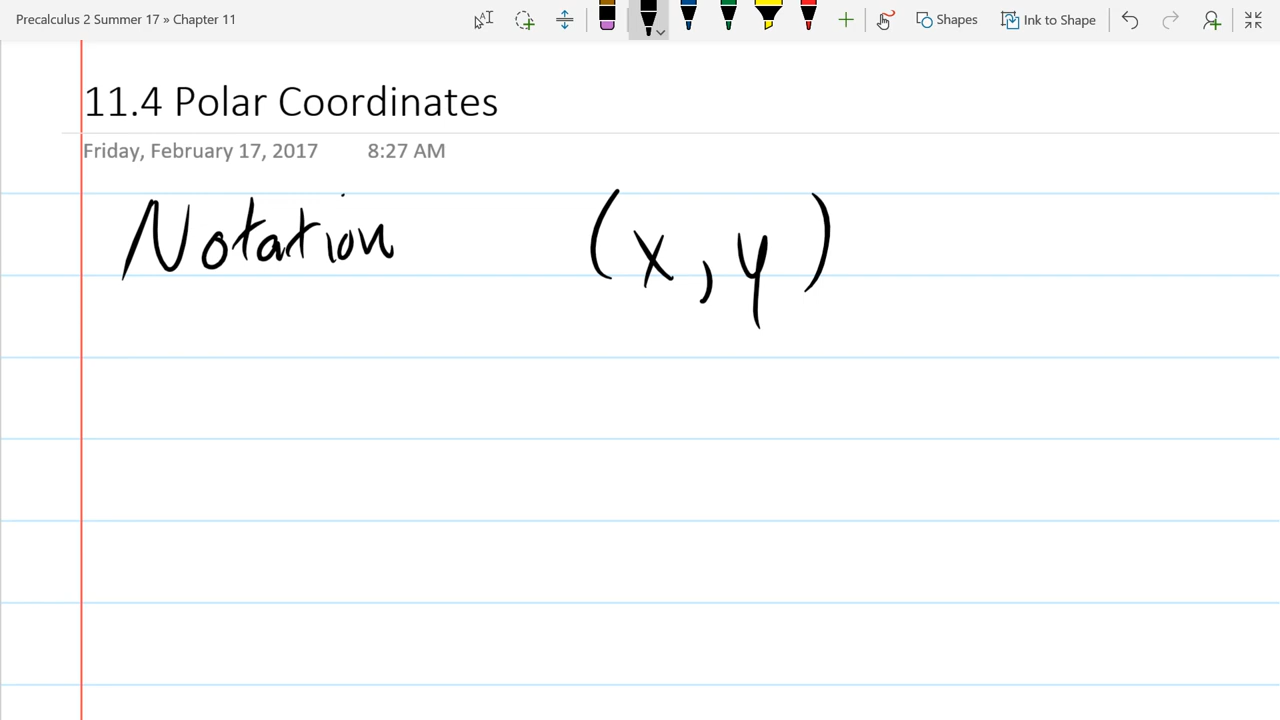 Precalculus 2 Summer 17 » Chapter 11
Shapes
Ink to Shape
11.4 Polar Coordinates
Friday, February 17, 2017 8:27 AM
Notation (x, y)